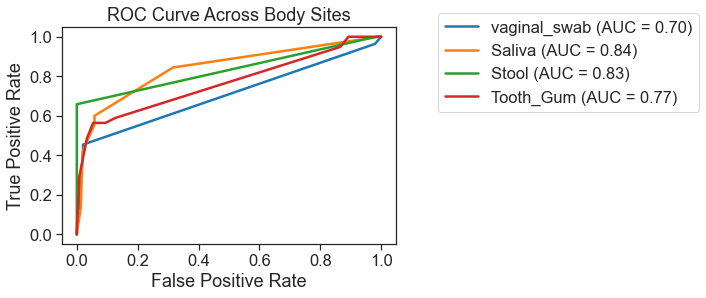 ROC Curve Across Body Sites
vaginal_swab (AUC = 0.70)
Saliva (AUC = 0.84)
Stool (AUC = 0.83)
Tooth_Gum (AUC = 0.77)
True Positive Rate
1.0
0.8
0.6
0.4
0.2
0.0
0.0 0.2 0.4 0.6 0.8 1.0
False Positive Rate